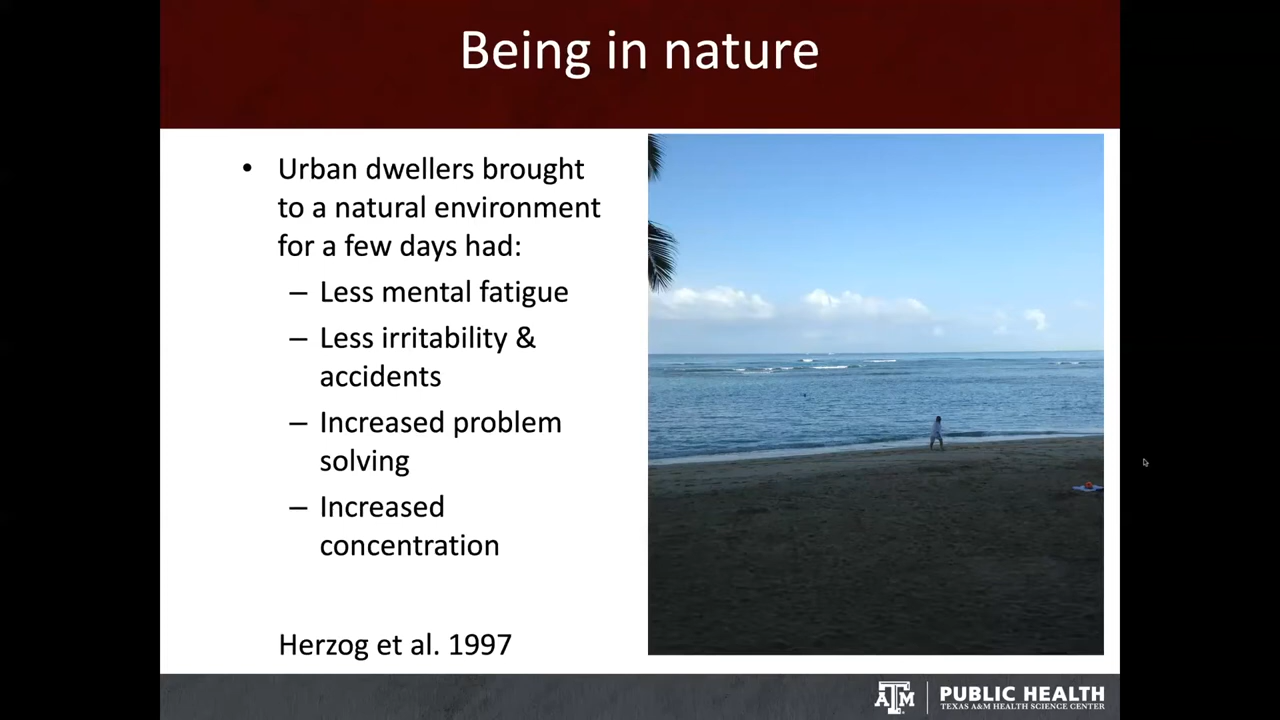 Being in nature
• Urban dwellers brought
to a natural environment
for a few days had:
– Less mental fatigue
– Less irritability &
accidents
– Increased problem
solving
– Increased
concentration
Herzog et al. 1997
ATM
PUBLIC HEALTH
TEXAS A&M HEALTH SCIENCE CENTER